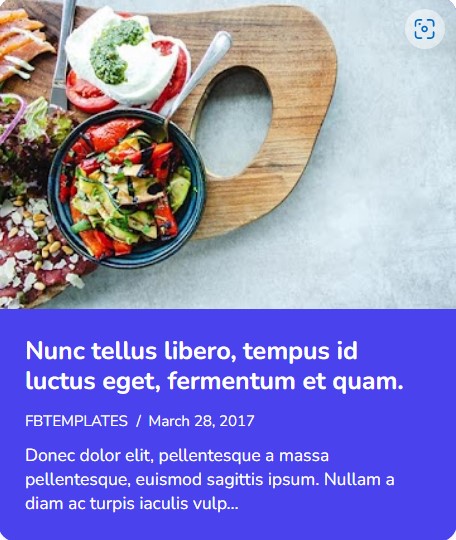 Nunc tellus libero, tempus id
luctus eget, fermentum et quam.
FBTEMPLATES / March 28, 2017
Donec dolor elit, pellentesque a massa
pellentesque, euismod sagittis ipsum. Nullam a
diam ac turpis iaculis vulp...